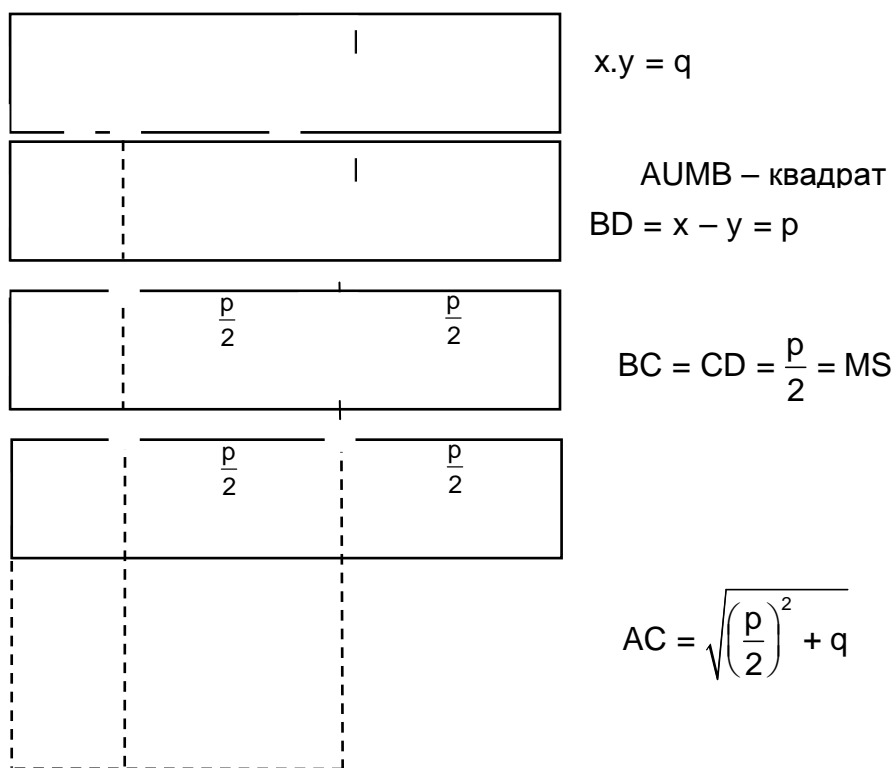 x.y = q
AUMB – квадрат
BD = x – y = p
p/2 p/2
BC = CD = p/2 = MS
p/2 p/2
AC = √((p/2)² + q)